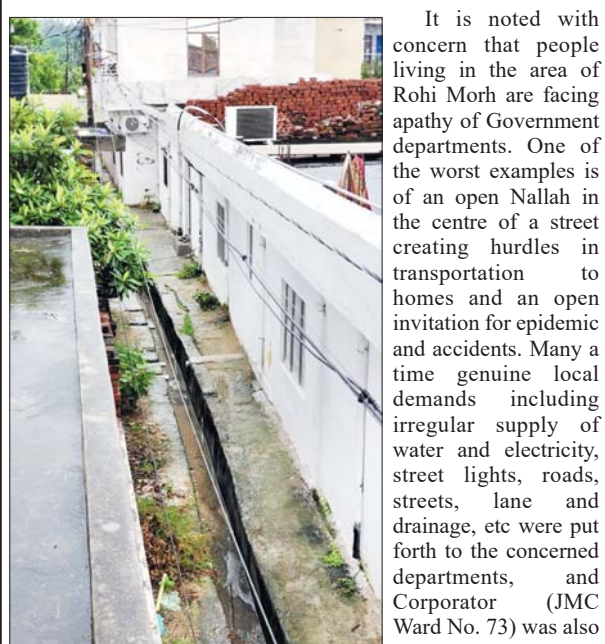 It is noted with
concern that people
living in the area of
Rohi Morh are facing
apathy of Government
departments. One of
the worst examples is
of an open Nallah in
the centre of a street
creating hurdles in
transportation to
homes and an open
invitation for epidemic
and accidents. Many a
time genuine local
demands including
irregular supply of
water and electricity,
street lights, roads,
streets, lane and
drainage, etc were put
forth to the concerned
departments, and
Corporator (JMC
Ward No. 73) was also